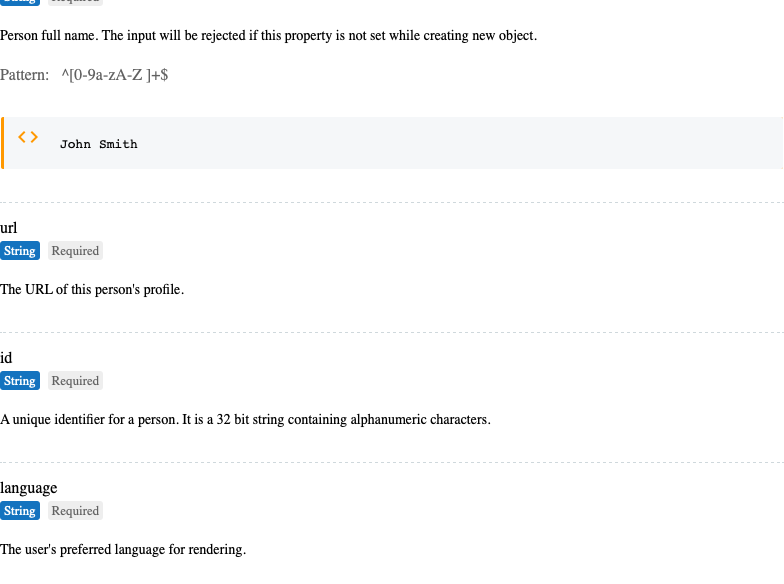 String Required
Person full name. The input will be rejected if this property is not set while creating new object.
Pattern: ^[0-9a-zA-Z ]+$
<> John Smith
url
String Required
The URL of this person's profile.
id
String Required
A unique identifier for a person. It is a 32 bit string containing alphanumeric characters.
language
String Required
The user's preferred language for rendering.